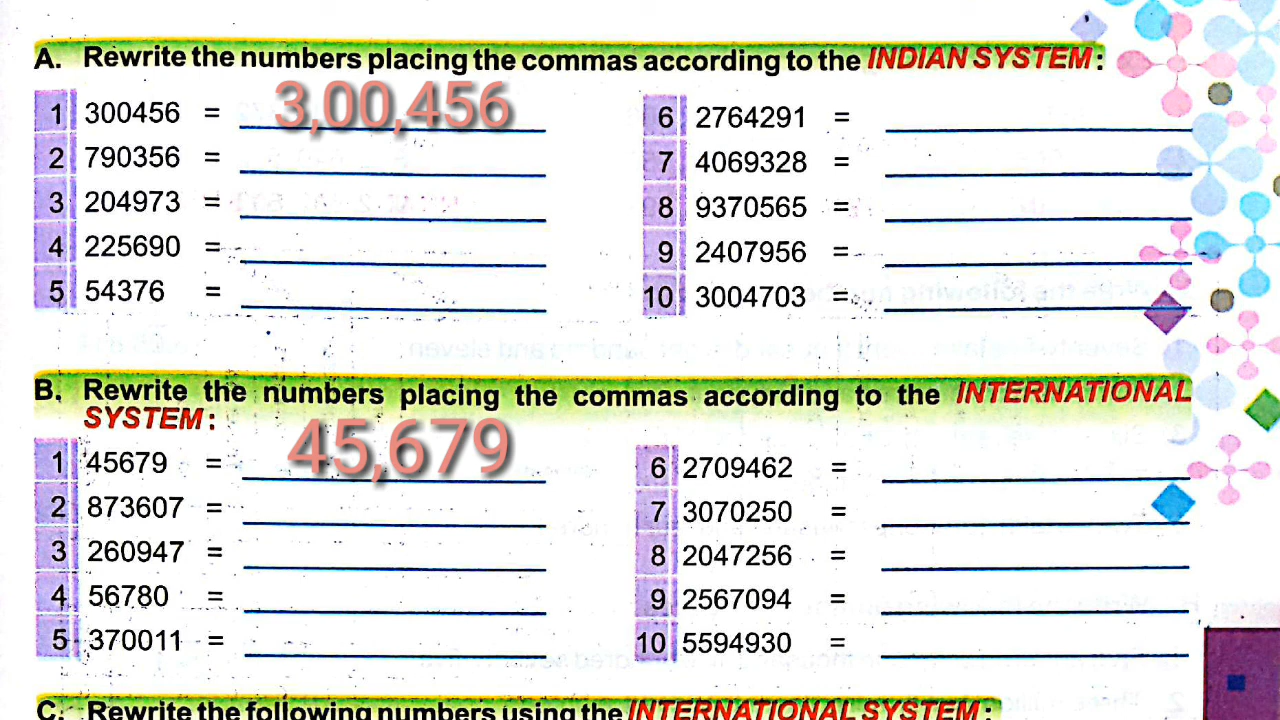 A. Rewrite the numbers placing the commas according to the INDIAN SYSTEM :
1 300456 = 3,00,456
2 790356 =
3 204973 =
4 225690 =
5 54376 =
6 2764291 =
7 4069328 =
8 9370565 =
9 2407956 =
10 3004703 =
B. Rewrite the numbers placing the commas according to the INTERNATIONAL
SYSTEM :
1 45679 = 45,679
2 873607 =
3 260947 =
4 56780 =
5 370011 =
6 2709462 =
7 3070250 =
8 2047256 =
9 2567094 =
10 5594930 =
C. Rewrite the following numbers using the INTERNATIONAL SYSTEM :